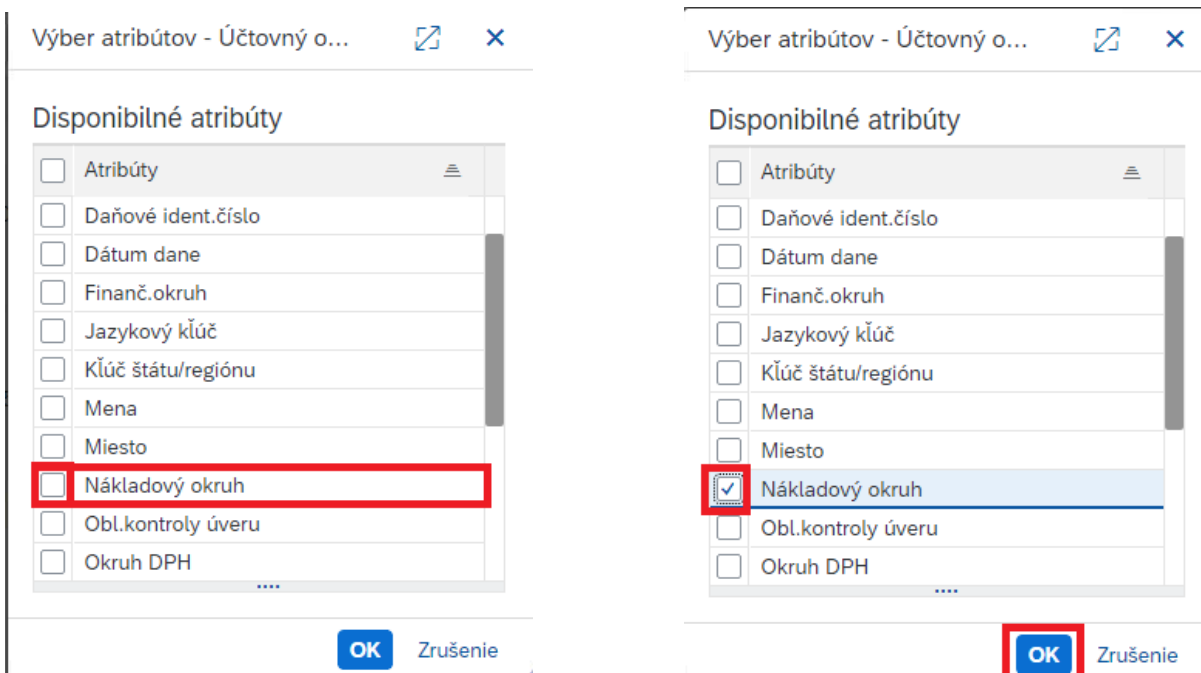 Výber atribútov - Účtovný o...
Disponibilné atribúty
Atribúty
Daňové ident.číslo
Dátum dane
Finanč.okruh
Jazykový kľúč
Kľúč štátu/regiónu
Mena
Miesto
Nákladový okruh
Obl.kontroly úveru
Okruh DPH
OK Zrušenie
Výber atribútov - Účtovný o...
Disponibilné atribúty
Atribúty
Daňové ident.číslo
Dátum dane
Finanč.okruh
Jazykový kľúč
Kľúč štátu/regiónu
Mena
Miesto
Nákladový okruh
Obl.kontroly úveru
Okruh DPH
OK Zrušenie